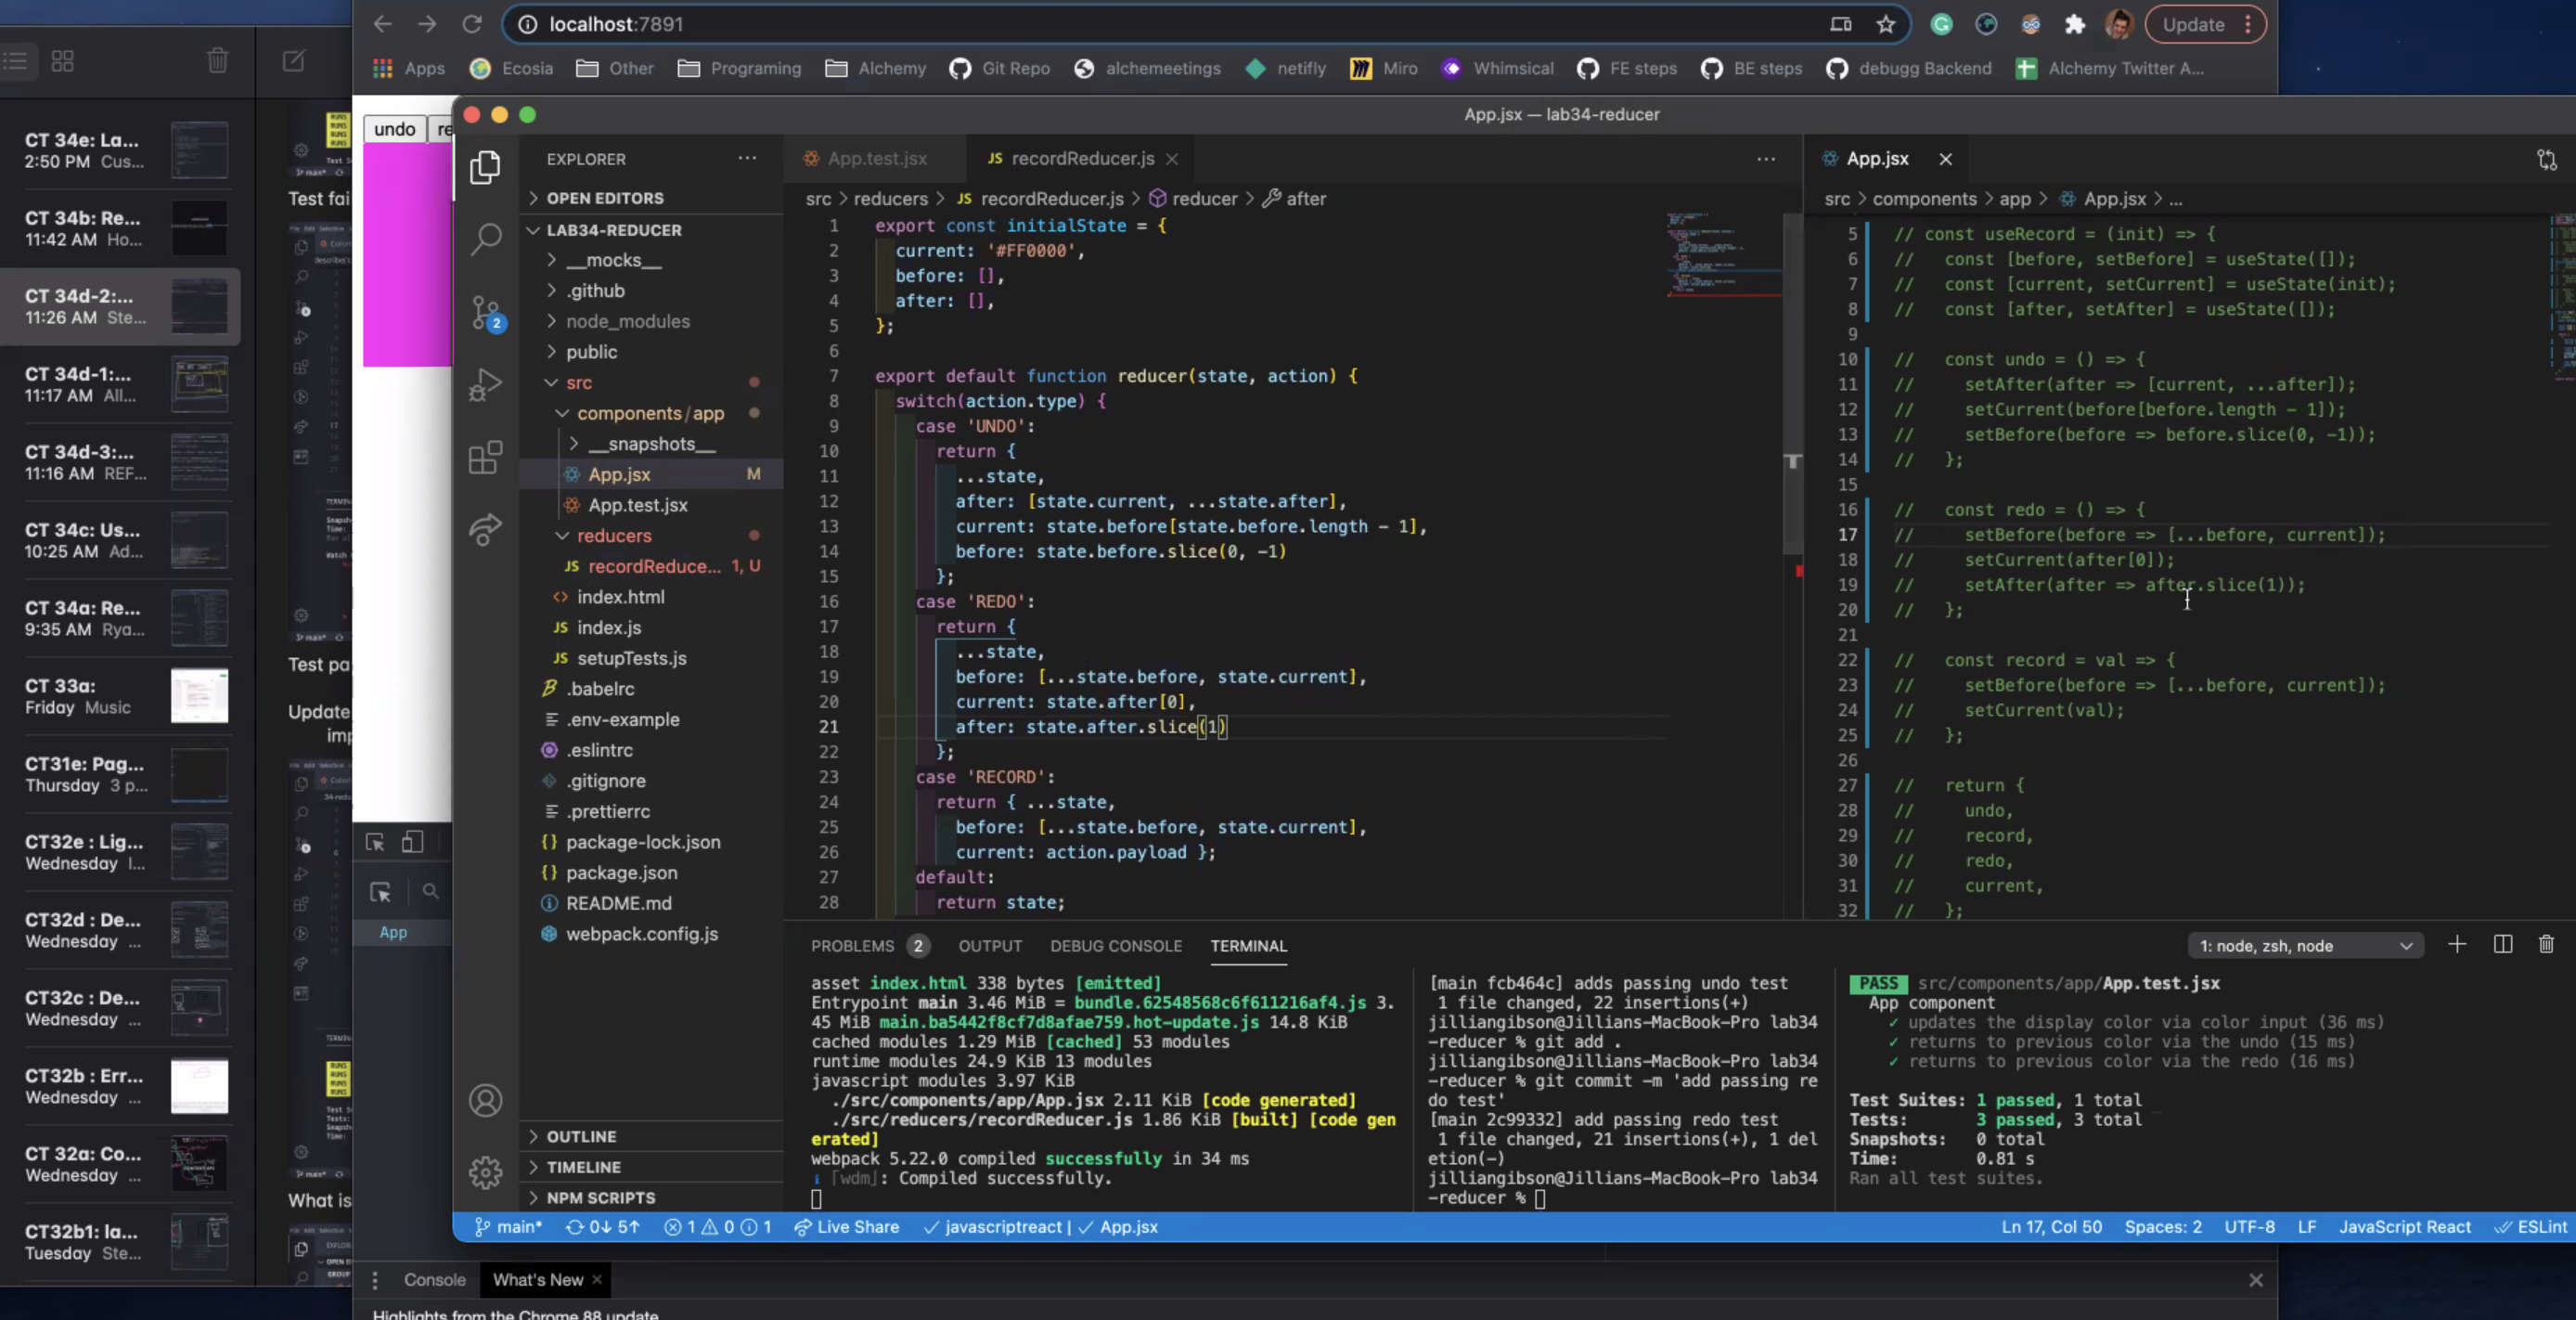 localhost:7891
Update
Apps
Ecosia
Other
Programing
Alchemy
Git Repo
alchemeetings
netifly
Miro
Whimsical
FE steps
BE steps
debugg Backend
Alchemy Twitter A...
CT 34e: La...
2:50 PM Cus...
CT 34b: Re...
11:42 AM Ho...
CT 34d-2:...
11:26 AM Ste...
CT 34d-1:...
11:17 AM All...
CT 34d-3:...
11:16 AM REF...
CT 34c: Us...
10:25 AM Ad...
CT 34a: Re...
9:35 AM Rya...
CT 33a:
Friday Music
CT31e: Pag...
Thursday 3 p...
CT32e : Lig...
Wednesday I...
CT32d : De...
Wednesday ...
CT32c : De...
Wednesday ...
CT32b : Err...
Wednesday ...
CT 32a: Co...
Wednesday ...
CT32b1: la...
Tuesday Ste...
Test fai
Test pa
Update
imp
What is
undo
re
App
App.jsx — lab34-reducer
EXPLORER
OPEN EDITORS
LAB34-REDUCER
__mocks__
.github
node_modules
public
src
components/app
__snapshots__
App.jsx M
App.test.jsx
reducers
JS recordReduce... 1, U
<> index.html
JS index.js
JS setupTests.js
.babelrc
.env-example
.eslintrc
.gitignore
.prettierrc
{} package-lock.json
{} package.json
README.md
webpack.config.js
OUTLINE
TIMELINE
NPM SCRIPTS
2
App.test.jsx
JS recordReducer.js
src > reducers > JS recordReducer.js > reducer > after
1 export const initialState = {
2 current: '#FF0000',
3 before: [],
4 after: [],
5 };
6
7 export default function reducer(state, action) {
8 switch(action.type) {
9 case 'UNDO':
10 return {
11 ...state,
12 after: [state.current, ...state.after],
13 current: state.before[state.before.length - 1],
14 before: state.before.slice(0, -1)
15 };
16 case 'REDO':
17 return {
18 ...state,
19 before: [...state.before, state.current],
20 current: state.after[0],
21 after: state.after.slice(1)
22 };
23 case 'RECORD':
24 return { ...state,
25 before: [...state.before, state.current],
26 current: action.payload };
27 default:
28 return state;
App.jsx
src > components > app > App.jsx > ...
5 // const useRecord = (init) => {
6 // const [before, setBefore] = useState([]);
7 // const [current, setCurrent] = useState(init);
8 // const [after, setAfter] = useState([]);
9
10 // const undo = () => {
11 // setAfter(after => [current, ...after]);
12 // setCurrent(before[before.length - 1]);
13 // setBefore(before => before.slice(0, -1));
14 // };
15
16 // const redo = () => {
17 // setBefore(before => [...before, current]);
18 // setCurrent(after[0]);
19 // setAfter(after => after.slice(1));
20 // };
21
22 // const record = val => {
23 // setBefore(before => [...before, current]);
24 // setCurrent(val);
25 // };
26
27 // return {
28 // undo,
29 // record,
30 // redo,
31 // current,
32 // };
PROBLEMS 2 OUTPUT DEBUG CONSOLE TERMINAL
1: node, zsh, node
asset index.html 338 bytes [emitted]
Entrypoint main 3.46 MiB = bundle.62548568c6f611216af4.js 3.
45 MiB main.ba5442f8cf7d8afae759.hot-update.js 14.8 KiB
cached modules 1.29 MiB [cached] 53 modules
runtime modules 24.9 KiB 13 modules
javascript modules 3.97 KiB
./src/components/app/App.jsx 2.11 KiB [code generated]
./src/reducers/recordReducer.js 1.86 KiB [built] [code gen
erated]
webpack 5.22.0 compiled successfully in 34 ms
i ｢wdm｣: Compiled successfully.
[main fcb464c] adds passing undo test
1 file changed, 22 insertions(+)
jilliangibson@Jillians-MacBook-Pro lab34
-reducer % git add .
jilliangibson@Jillians-MacBook-Pro lab34
-reducer % git commit -m 'add passing re
do test'
[main 2c99332] add passing redo test
1 file changed, 21 insertions(+), 1 del
etion(-)
jilliangibson@Jillians-MacBook-Pro lab34
-reducer %
PASS src/components/app/App.test.jsx
App component
✓ updates the display color via color input (36 ms)
✓ returns to previous color via the undo (15 ms)
✓ returns to previous color via the redo (16 ms)
Test Suites: 1 passed, 1 total
Tests: 3 passed, 3 total
Snapshots: 0 total
Time: 0.81 s
Ran all test suites.
main* 0↓ 5↑ 1 0 1 Live Share ✓ javascriptreact | ✓ App.jsx
Ln 17, Col 50 Spaces: 2 UTF-8 LF JavaScript React ESLint
Console
What's New
Highlights from the Chrome 88 update